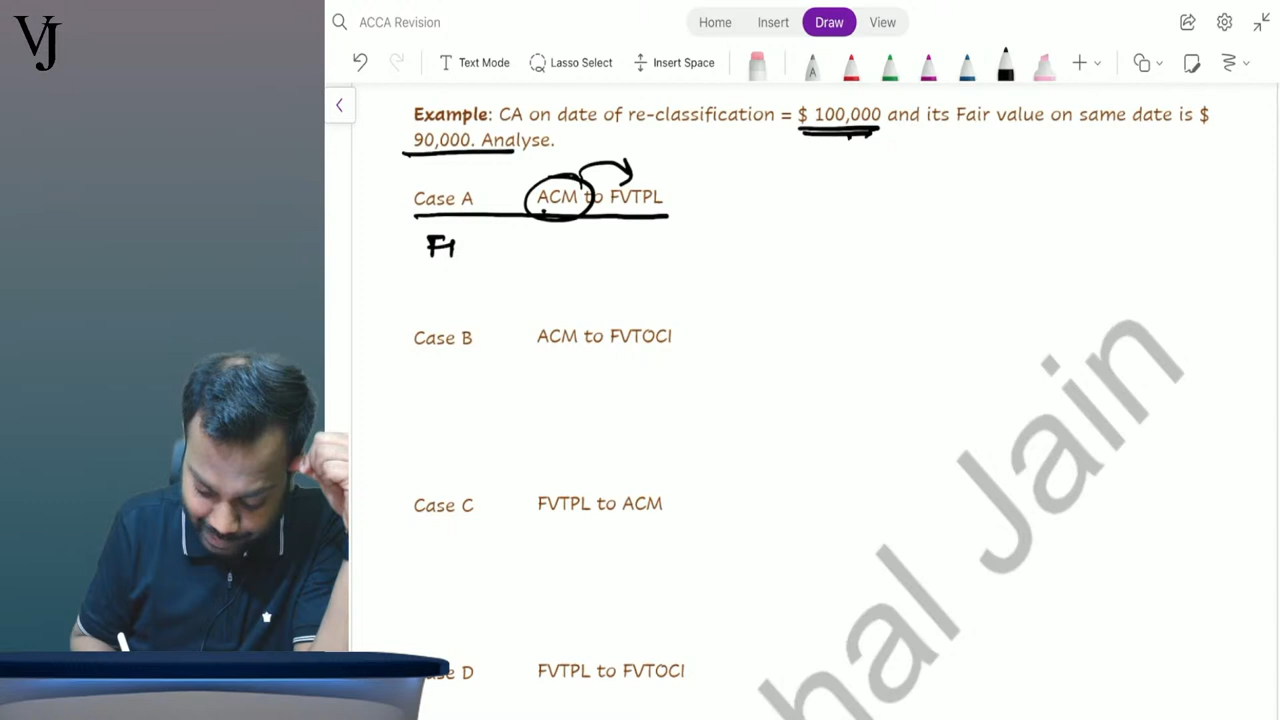 VJ
ACCA Revision
Home Insert Draw View
Text Mode Lasso Select Insert Space
Example: CA on date of re-classification = $ 100,000 and its Fair value on same date is $
90,000. Analyse.
Case A ACM to FVTPL
Case B ACM to FVTOCI
Case C FVTPL to ACM
D FVTPL to FVTOCI
hal Jain